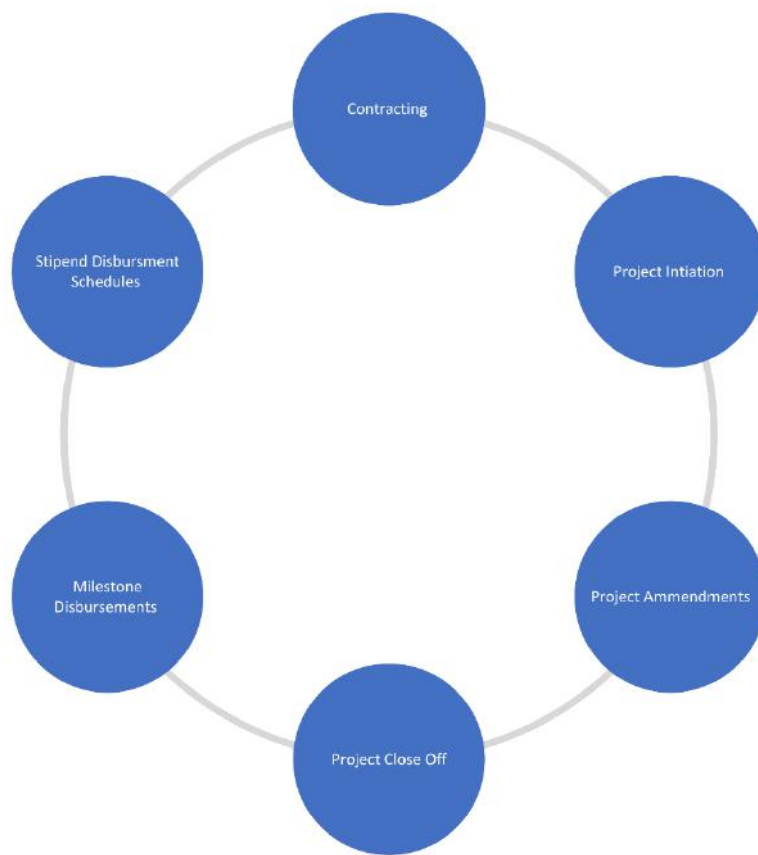 Contracting
Project Intiation
Project Ammendments
Project Close Off
Milestone
Disbursements
Stipend Disbursment
Schedules